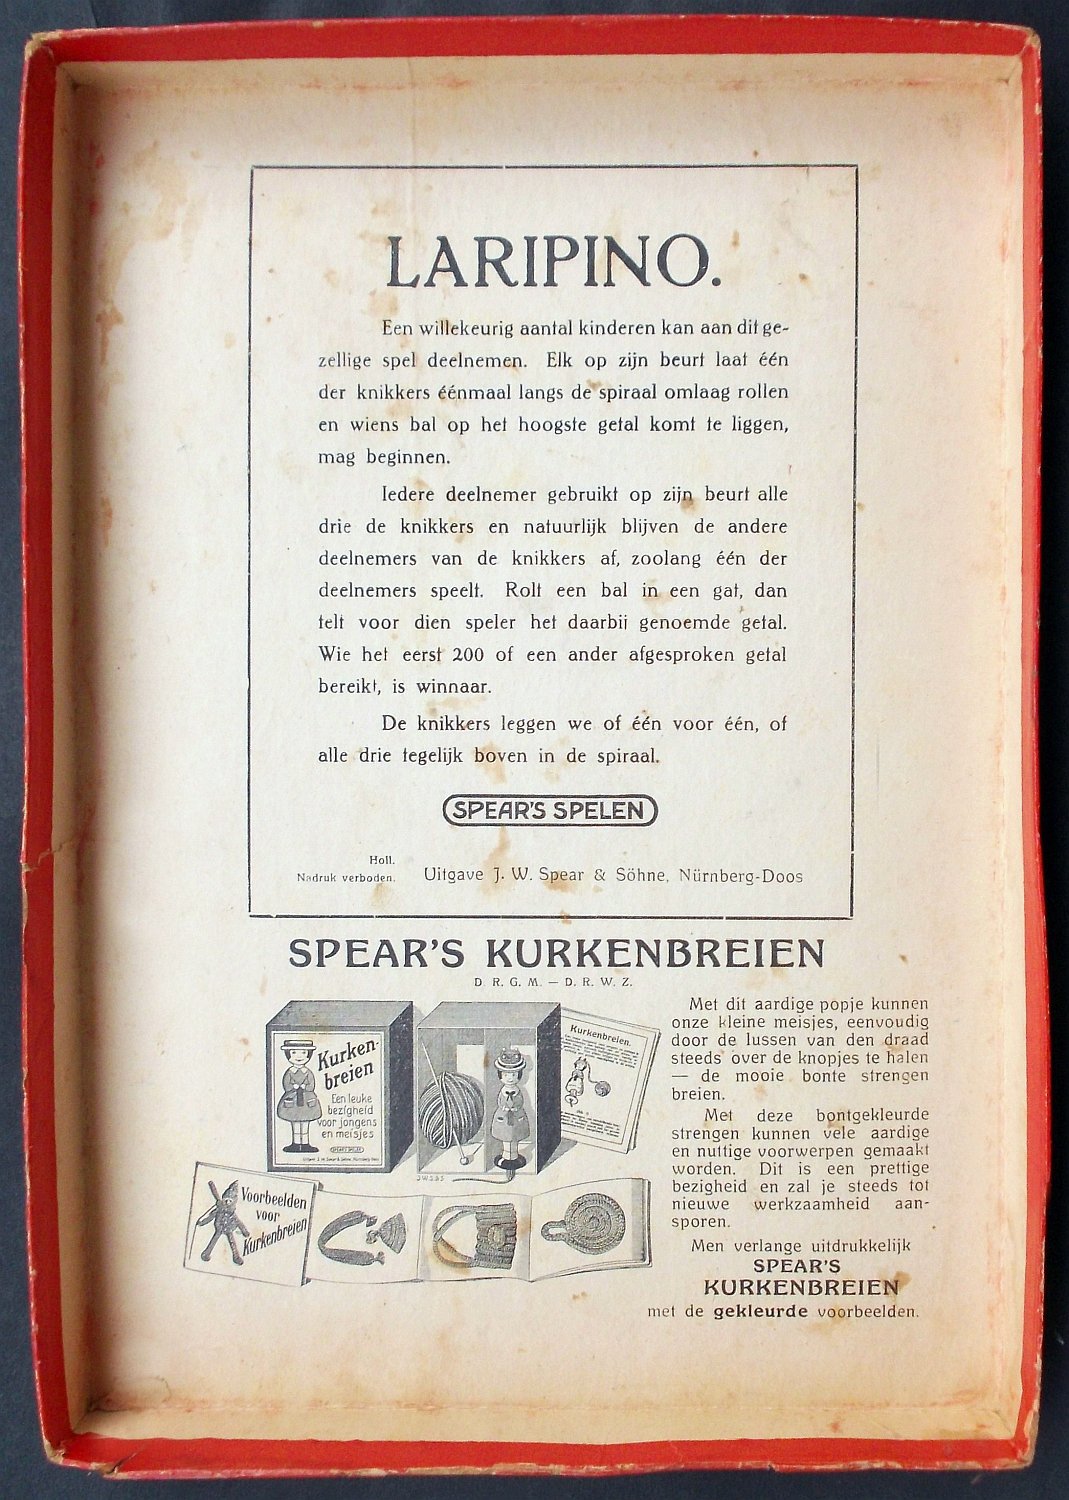 LARIPINO.
Een willekeurig aantal kinderen kan aan dit ge-
zellige spel deelnemen. Elk op zijn beurt laat één
der knikkers éénmaal langs de spiraal omlaag rollen
en wiens bal op het hoogste getal komt te liggen,
mag beginnen.
Iedere deelnemer gebruikt op zijn beurt alle
drie de knikkers en natuurlijk blijven de andere
deelnemers van de knikkers af, zoolang één der
deelnemers speelt. Rolt een bal in een gat, dan
telt voor dien speler het daarbij genoemde getal.
Wie het eerst 200 of een ander afgesproken getal
bereikt, is winnaar.
De knikkers leggen we of één voor één, of
alle drie tegelijk boven in de spiraal.
SPEAR'S SPELEN
Holl.
Nadruk verboden.
Uitgave J. W. Spear & Söhne, Nürnberg-Doos
SPEAR'S KURKENBREIEN
D. R. G. M. — D. R. W. Z.
Kurken-
breien
Een leuke
bezigheid
voor jongens
en meisjes
SPEAR'S SPELEN
Kurkenbreien.
JWS&S
Voorbeelden
voor
Kurkenbreien
Met dit aardige popje kunnen
onze kleine meisjes, eenvoudig
door de lussen van den draad
steeds over de knopjes te halen
— de mooie bonte strengen
breien.
Met deze bontgekleurde
strengen kunnen vele aardige
en nuttige voorwerpen gemaakt
worden. Dit is een prettige
bezigheid en zal je steeds tot
nieuwe werkzaamheid aan-
sporen.
Men verlange uitdrukkelijk
SPEAR'S
KURKENBREIEN
met de gekleurde voorbeelden.